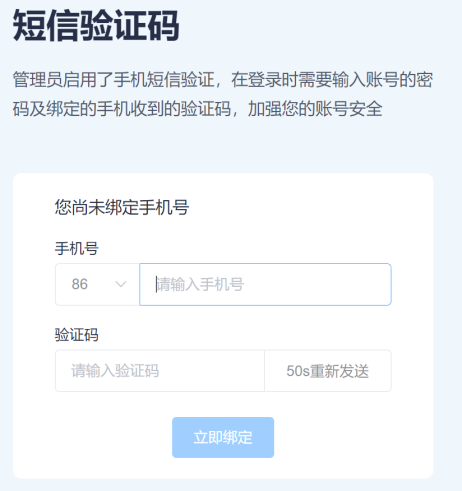 短信验证码
管理员启用了手机短信验证，在登录时需要输入账号的密
码及绑定的手机收到的验证码，加强您的账号安全
您尚未绑定手机号
手机号
86 请输入手机号
验证码
请输入验证码 50s重新发送
立即绑定